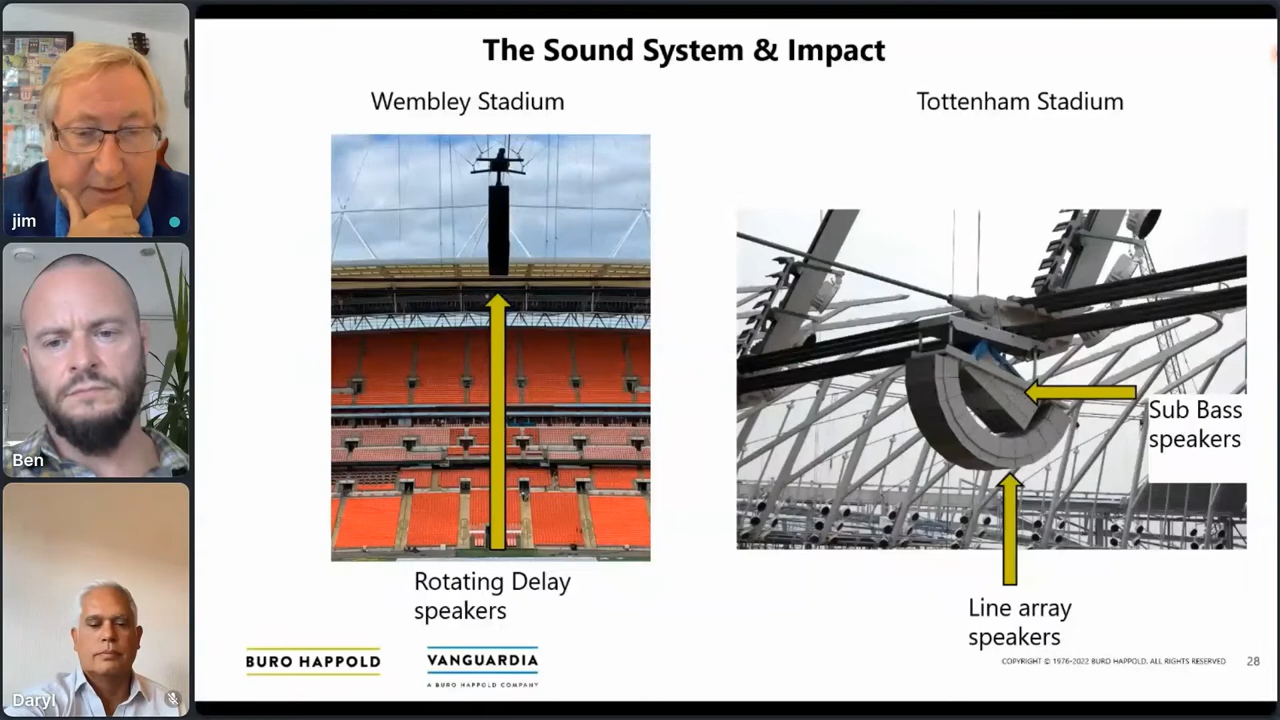 The Sound System & Impact
Wembley Stadium
Tottenham Stadium
jim
Ben
Daryl
Sub Bass
speakers
Rotating Delay
speakers
Line array
speakers
BURO HAPPOLD
VANGUARDIA
A BURO HAPPOLD COMPANY
COPYRIGHT © 1976-2022 BURO HAPPOLD. ALL RIGHTS RESERVED
28